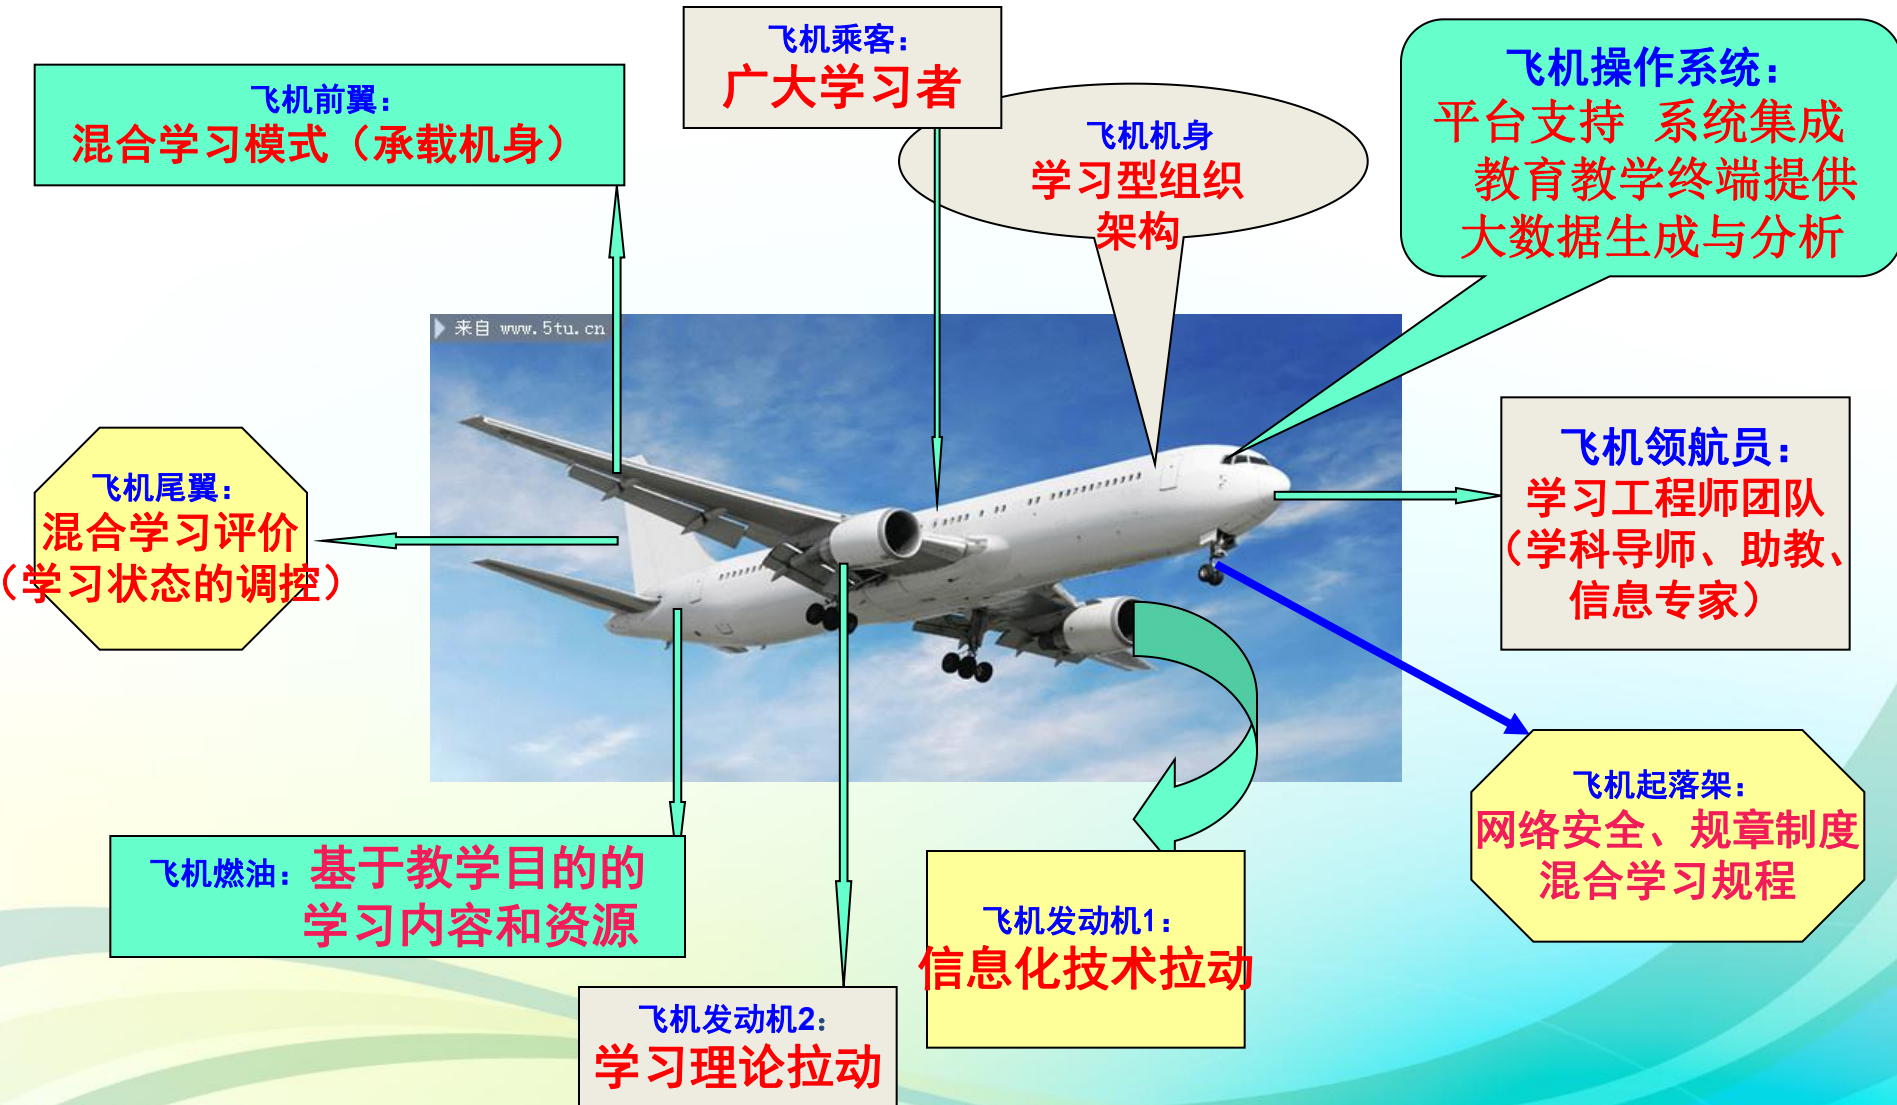 飞机乘客：
广大学习者
飞机前翼：
混合学习模式（承载机身）
飞机机身
学习型组织
架构
飞机操作系统：
平台支持 系统集成
教育教学终端提供
大数据生成与分析
来自 www.5tu.cn
飞机尾翼：
混合学习评价
（学习状态的调控）
飞机领航员：
学习工程师团队
（学科导师、助教、
信息专家）
飞机起落架：
网络安全、规章制度
混合学习规程
飞机燃油：基于教学目的的
学习内容和资源
飞机发动机1：
信息化技术拉动
飞机发动机2：
学习理论拉动